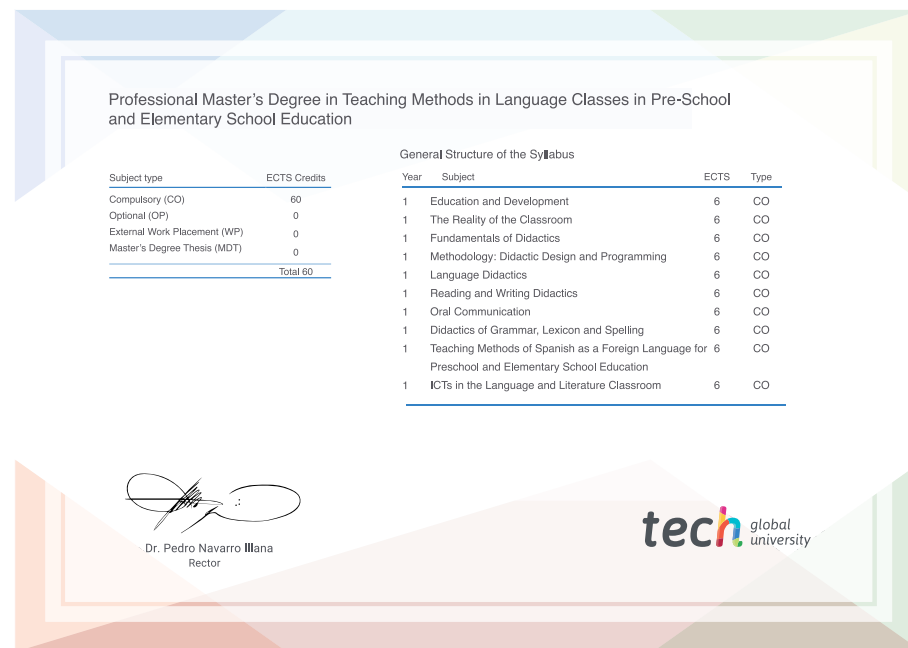 Professional Master's Degree in Teaching Methods in Language Classes in Pre-School
and Elementary School Education
General Structure of the Syllabus
Subject type ECTS Credits
Compulsory (CO) 60
Optional (OP) 0
External Work Placement (WP) 0
Master's Degree Thesis (MDT) 0
Total 60
Year Subject ECTS Type
1 Education and Development 6 CO
1 The Reality of the Classroom 6 CO
1 Fundamentals of Didactics 6 CO
1 Methodology: Didactic Design and Programming 6 CO
1 Language Didactics 6 CO
1 Reading and Writing Didactics 6 CO
1 Oral Communication 6 CO
1 Didactics of Grammar, Lexicon and Spelling 6 CO
1 Teaching Methods of Spanish as a Foreign Language for 6 CO
Preschool and Elementary School Education
1 ICTs in the Language and Literature Classroom 6 CO
Dr. Pedro Navarro Illana
Rector
tech global
university